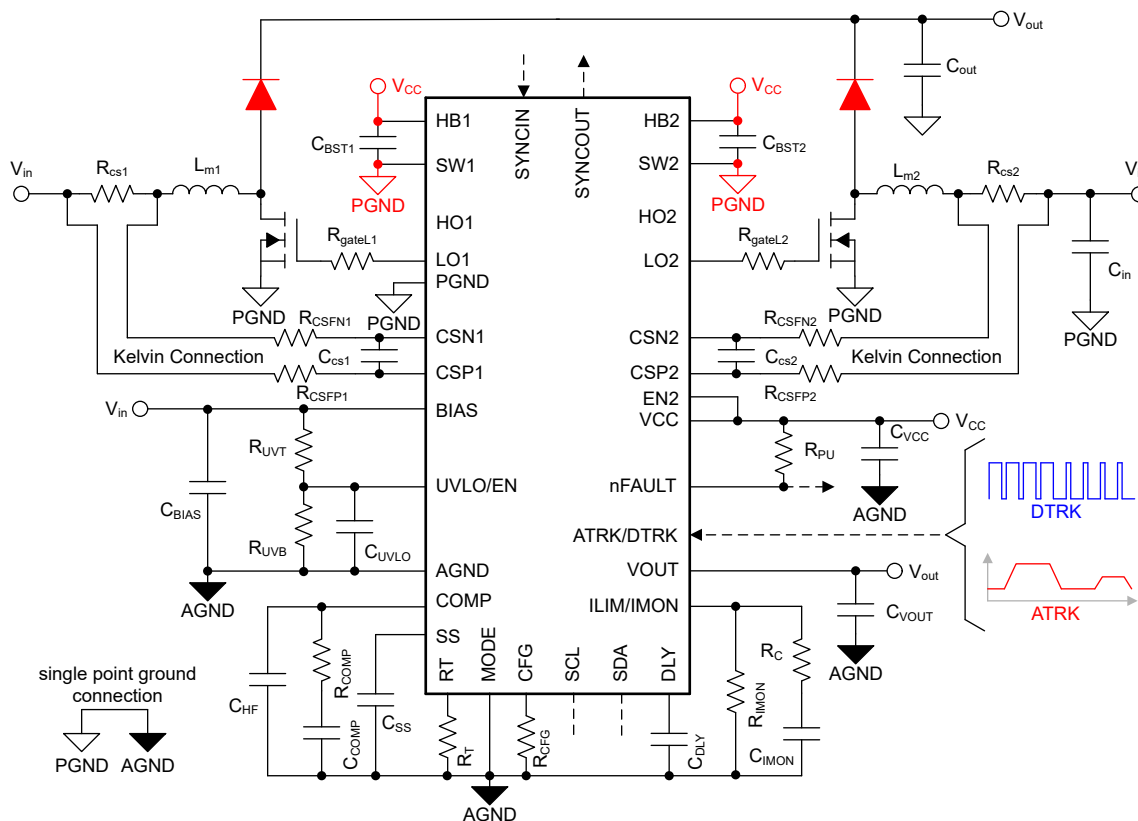 Vout
Cout
VCC
VCC
HB1
SYNCIN
SYNCOUT
HB2
CBST1
CBST2
SW1
SW2
Vin
Rcs1
Lm1
PGND
PGND
Lm2
Rcs2
HO1
HO2
RgateL1
LO1
LO2
RgateL2
Cin
PGND
PGND
PGND
PGND
PGND
RCSFN1
CSN1
CSN2
RCSFN2
Kelvin Connection
Ccs1
Ccs2
Kelvin Connection
CSP1
CSP2
RCSFP1
RCSFP2
EN2
Vin
BIAS
VCC
VCC
CVCC
RUVT
RPU
UVLO/EN
nFAULT
AGND
DTRK
CBIAS
RUVB
CUVLO
ATRK/DTRK
AGND
VOUT
Vout
AGND
COMP
ILIM/IMON
CVOUT
ATRK
SS
AGND
RT
MODE
CFG
SCL
SDA
DLY
RC
single point ground
connection
CHF
RCOMP
CCOMP
CSS
RT
RCFG
CDLY
RIMON
CIMON
PGND
AGND
AGND